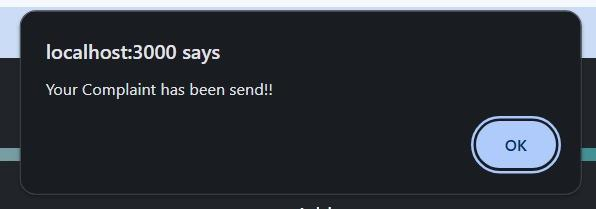 localhost:3000 says
Your Complaint has been send!!
OK